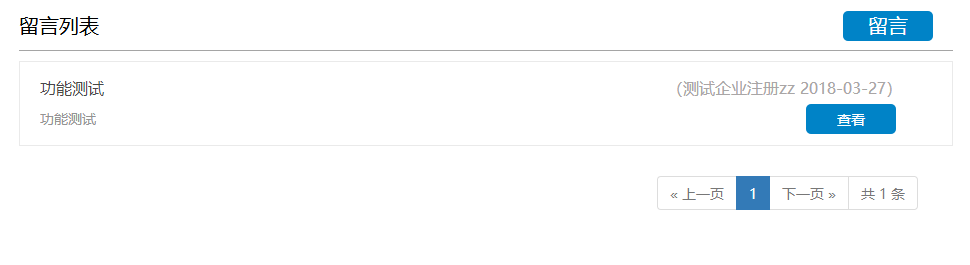 留言列表 留言
功能测试 （测试企业注册zz 2018-03-27）
功能测试 查看
« 上一页 1 下一页 » 共 1 条